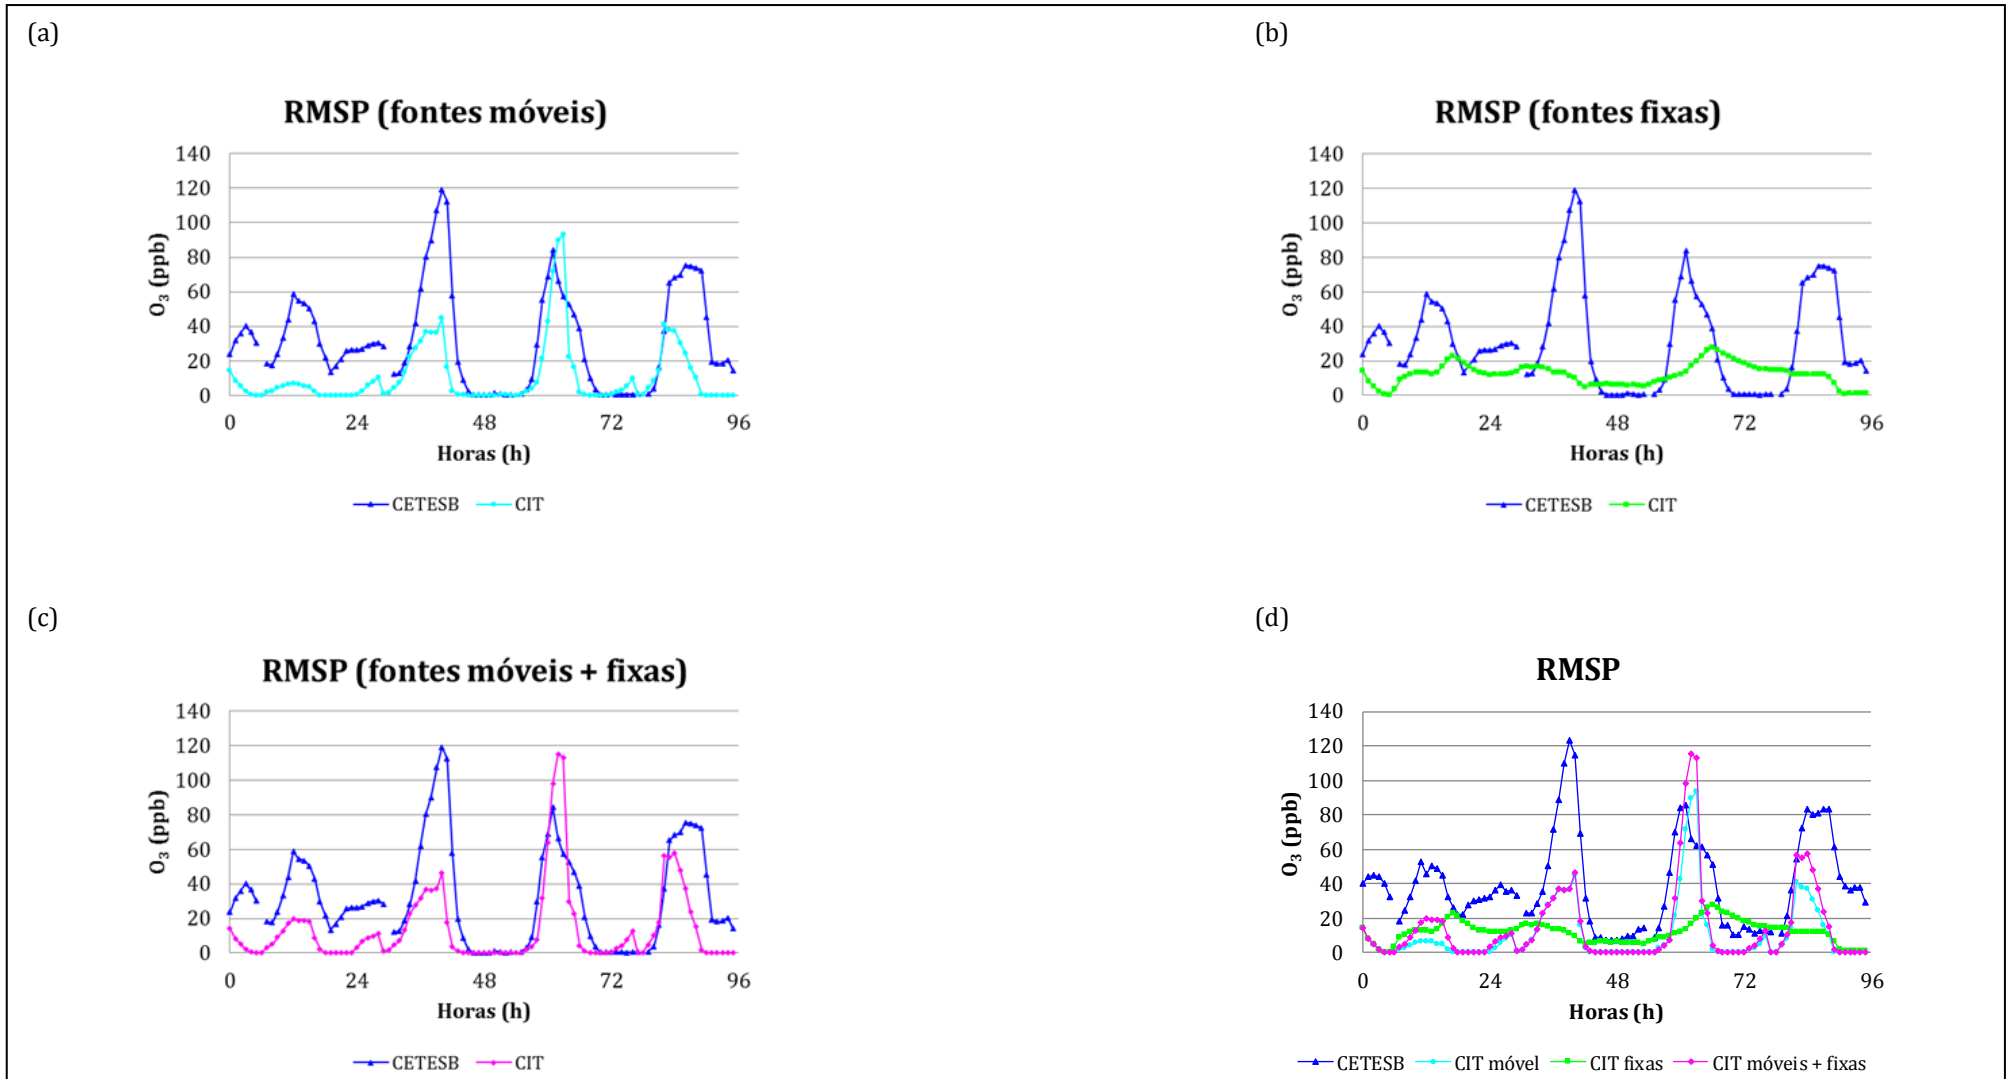 (a)
RMSP (fontes móveis)
140
120
100
80
60
40
20
0
O₃ (ppb)
0 24 48 72 96
Horas (h)
CETESB CIT
(b)
RMSP (fontes fixas)
140
120
100
80
60
40
20
0
O₃ (ppb)
0 24 48 72 96
Horas (h)
CETESB CIT
(c)
RMSP (fontes móveis + fixas)
140
120
100
80
60
40
20
0
O₃ (ppb)
0 24 48 72 96
Horas (h)
CETESB CIT
(d)
RMSP
140
120
100
80
60
40
20
0
O₃ (ppb)
0 24 48 72 96
Horas (h)
CETESB CIT móvel CIT fixas CIT móveis + fixas